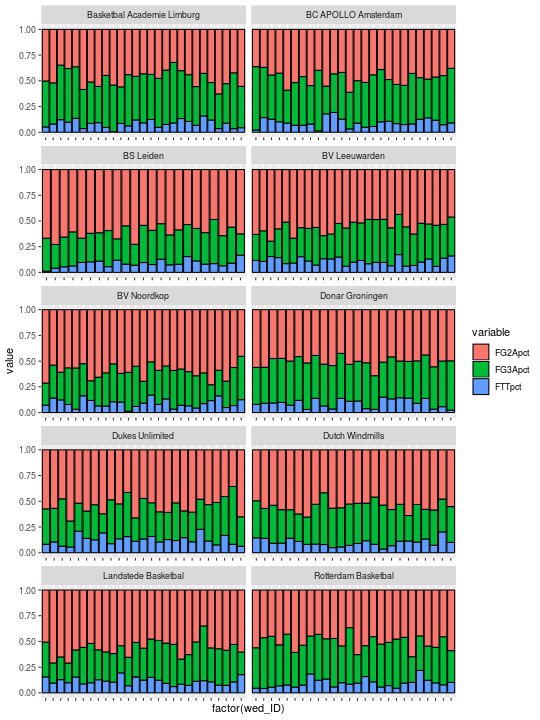 Basketbal Academie Limburg
BC APOLLO Amsterdam
1.00
0.75
0.50
0.25
0.00
BS Leiden
BV Leeuwarden
1.00
0.75
0.50
0.25
0.00
BV Noordkop
Donar Groningen
1.00
0.75
0.50
0.25
0.00
value
variable
FG2Apct
FG3Apct
FTTpct
Dukes Unlimited
Dutch Windmills
1.00
0.75
0.50
0.25
0.00
Landstede Basketbal
Rotterdam Basketbal
1.00
0.75
0.50
0.25
0.00
factor(wed_ID)